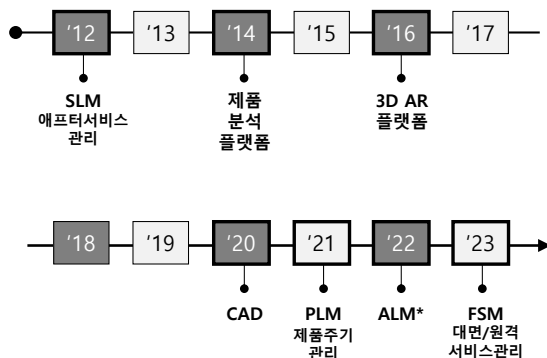 '12 '13 '14 '15 '16 '17
SLM
애프터서비스
관리
제품
분석
플랫폼
3D AR
플랫폼
'18 '19 '20 '21 '22 '23
CAD
PLM
제품주기
관리
ALM*
FSM
대면/원격
서비스관리